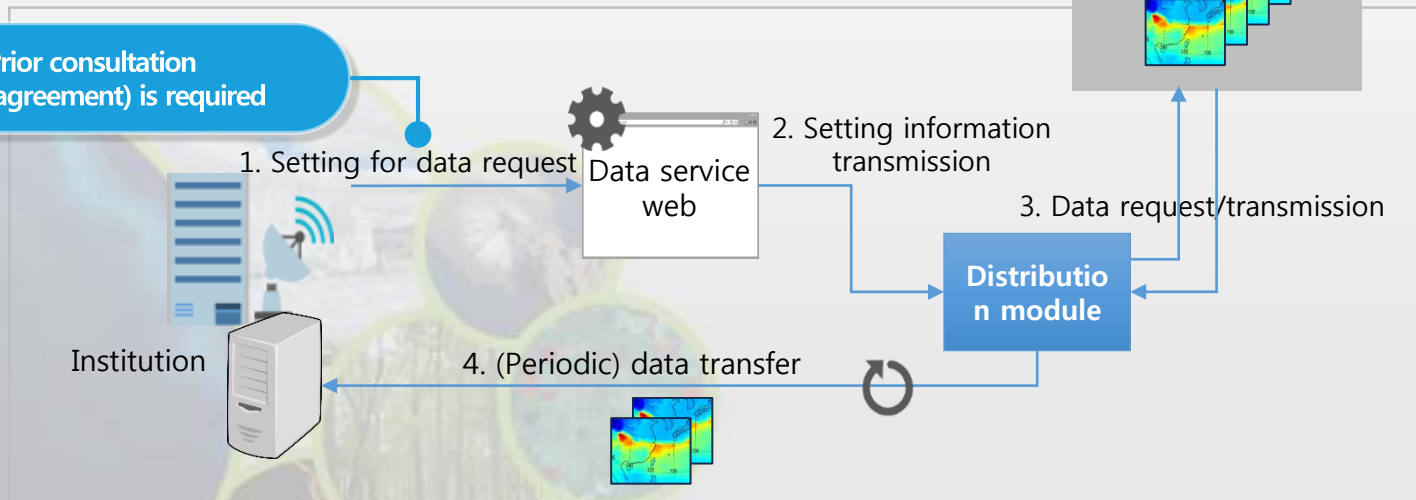 rior consultation
agreement) is required
1. Setting for data request
Data service
web
2. Setting information
transmission
3. Data request/transmission
Distributio
n module
Institution
4. (Periodic) data transfer